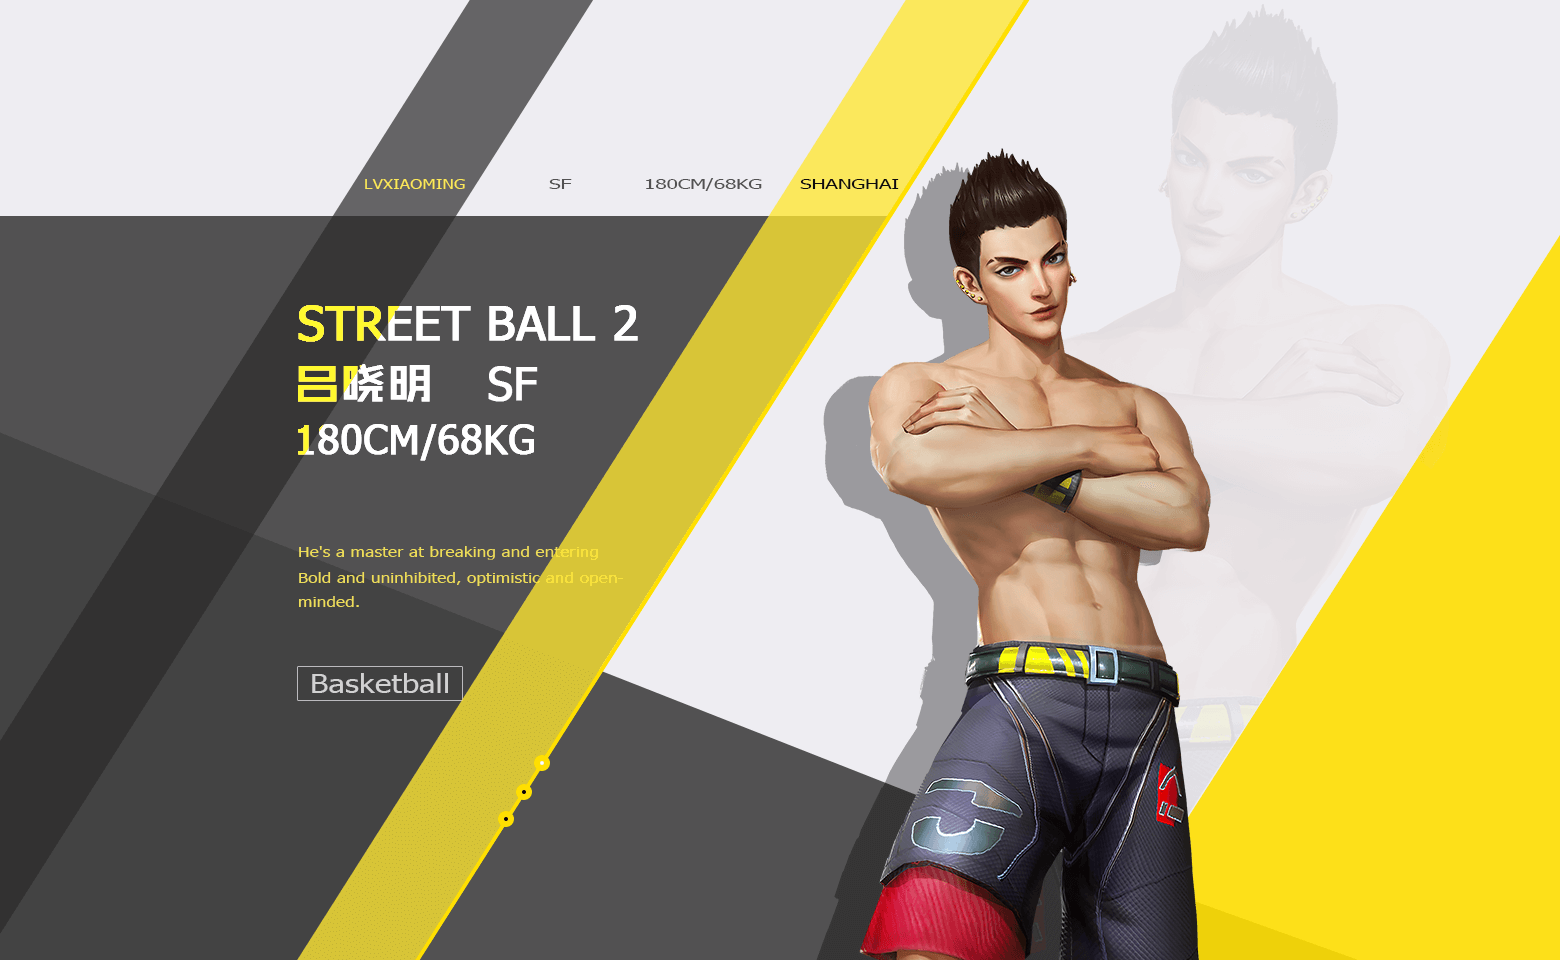 LVXIAOMING SF 180CM/68KG SHANGHAI
STREET BALL 2
吕晓明 SF
180CM/68KG
He's a master at breaking and entering
Bold and uninhibited, optimistic and open-
minded.
Basketball